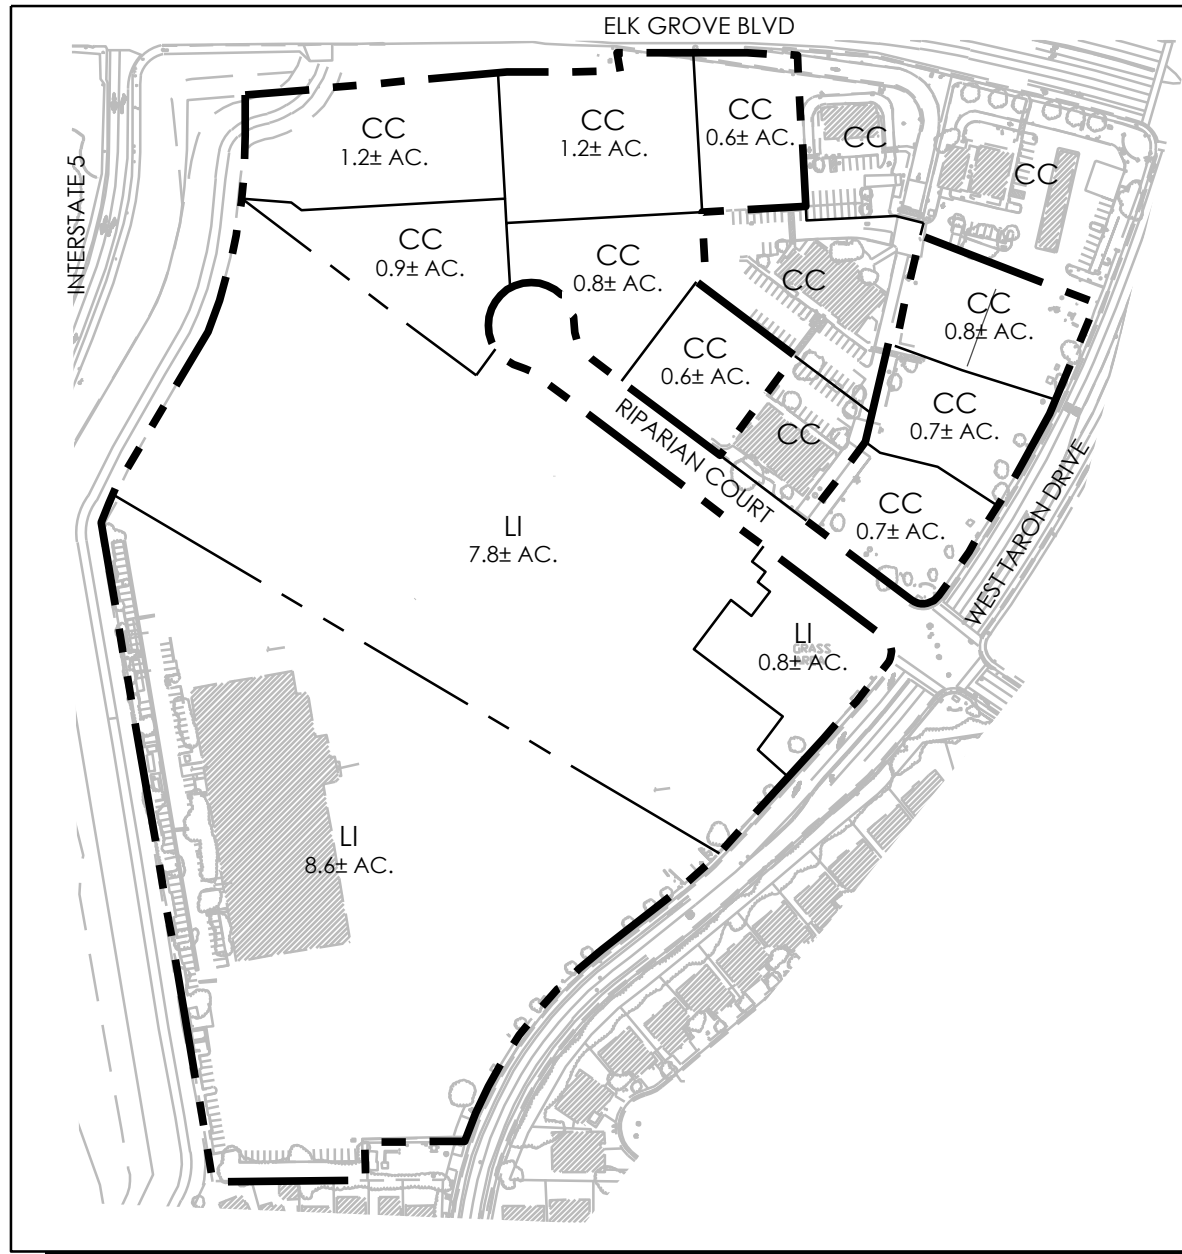 ELK GROVE BLVD
INTERSTATE 5
CC
1.2± AC.
CC
1.2± AC.
CC
0.6± AC.
CC
CC
CC
0.9± AC.
CC
0.8± AC.
CC
CC
0.8± AC.
CC
0.6± AC.
CC
0.7± AC.
CC
RIPARIAN COURT
CC
0.7± AC.
WEST TARON DRIVE
LI
7.8± AC.
LI
GRASS
AREA
0.8± AC.
LI
8.6± AC.